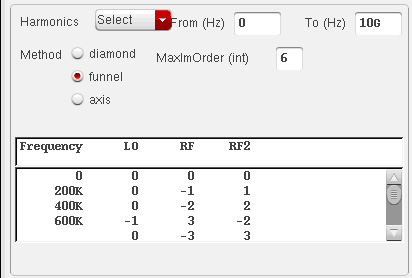 Harmonics Select From (Hz) 0 To (Hz) 10G
Method diamond MaxImOrder (int) 6
funnel
axis
Frequency LO RF RF2
0 0 0 0
200K 0 -1 1
400K 0 -2 2
600K -1 3 -2
0 -3 3